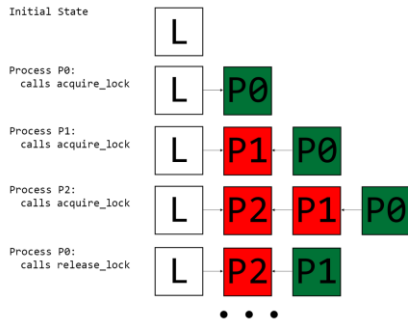 Initial State
L
Process P0:
calls acquire_lock
L P0
Process P1:
calls acquire_lock
L P1 P0
Process P2:
calls acquire_lock
L P2 P1 P0
Process P0:
calls release_lock
L P2 P1